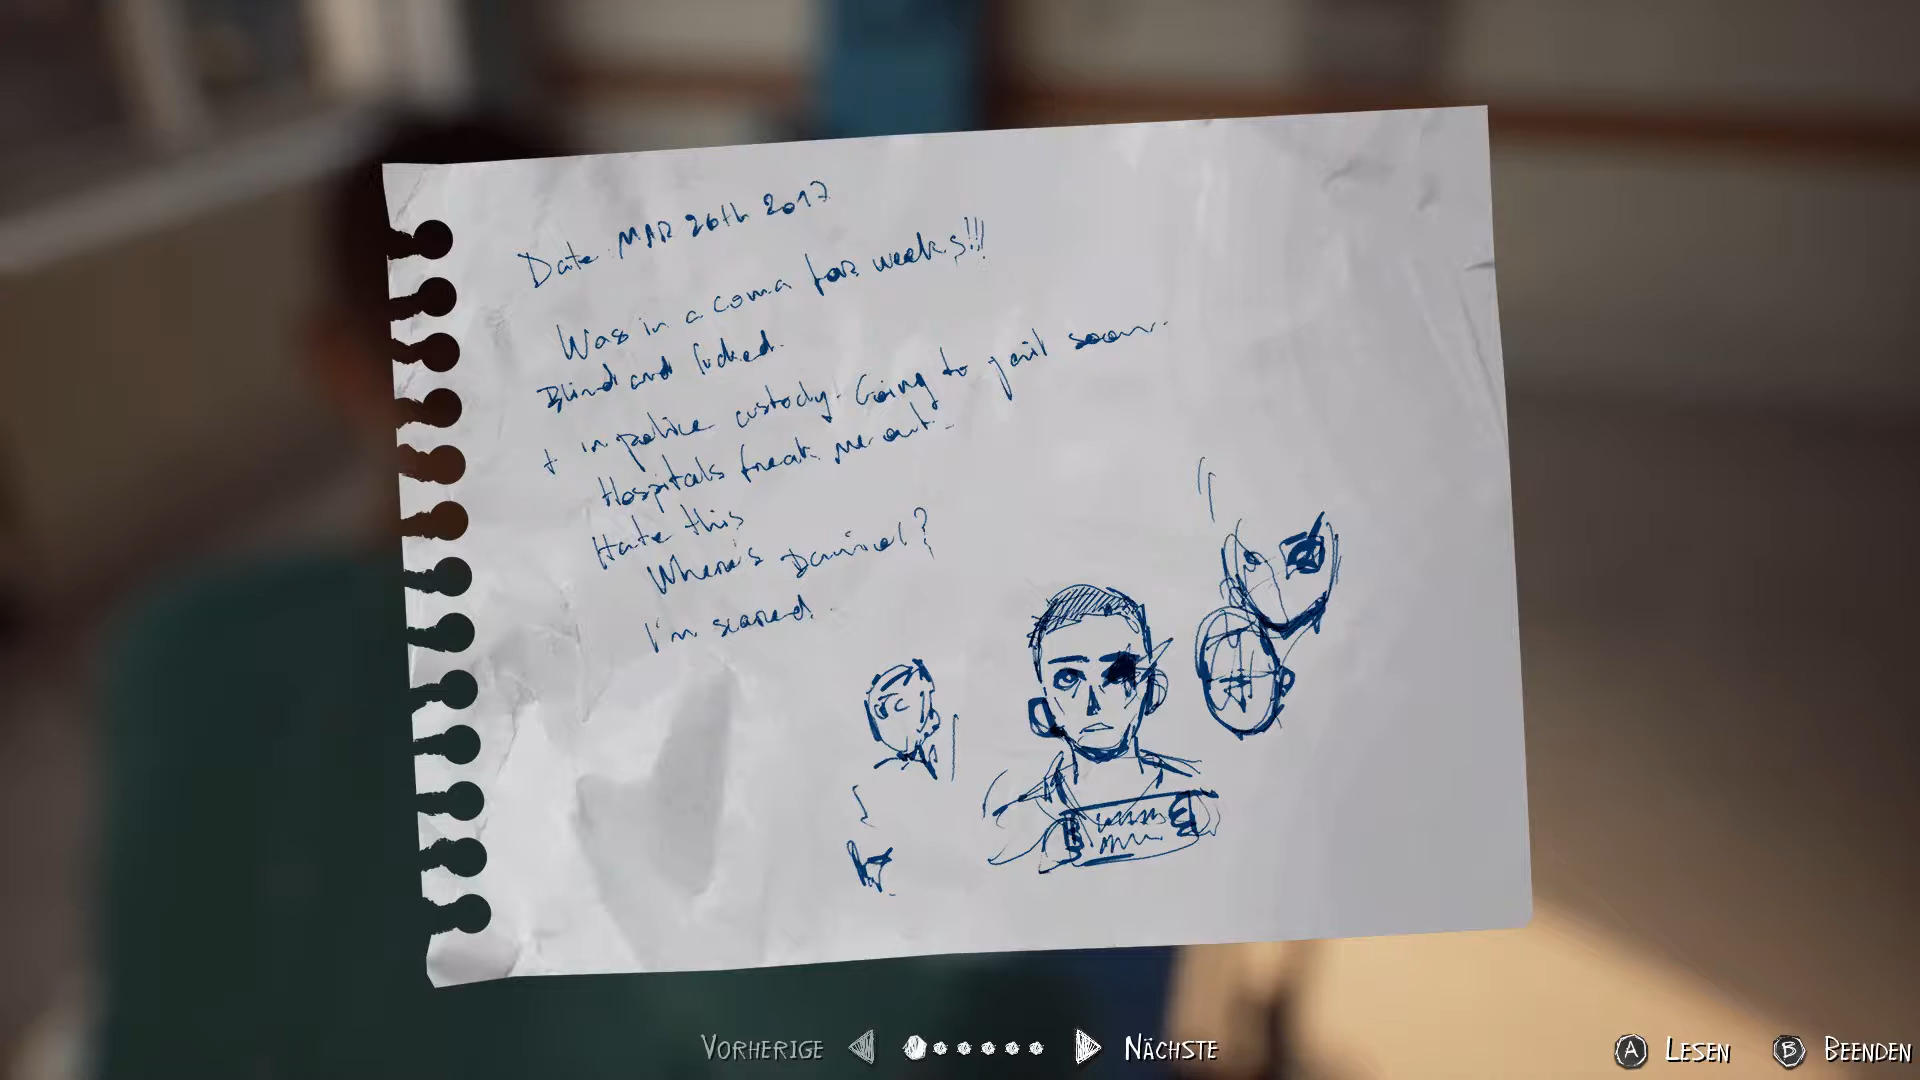 Date MAR 26th 2017
Was in a coma for weeks!!!
Blind and fucked.
+ in police custody. Going to jail soon.
Hospitals freak me out.
Hate this
Where's Daniel?
I'm scared.
VORHERIGE NÄCHSTE
A LESEN B BEENDEN